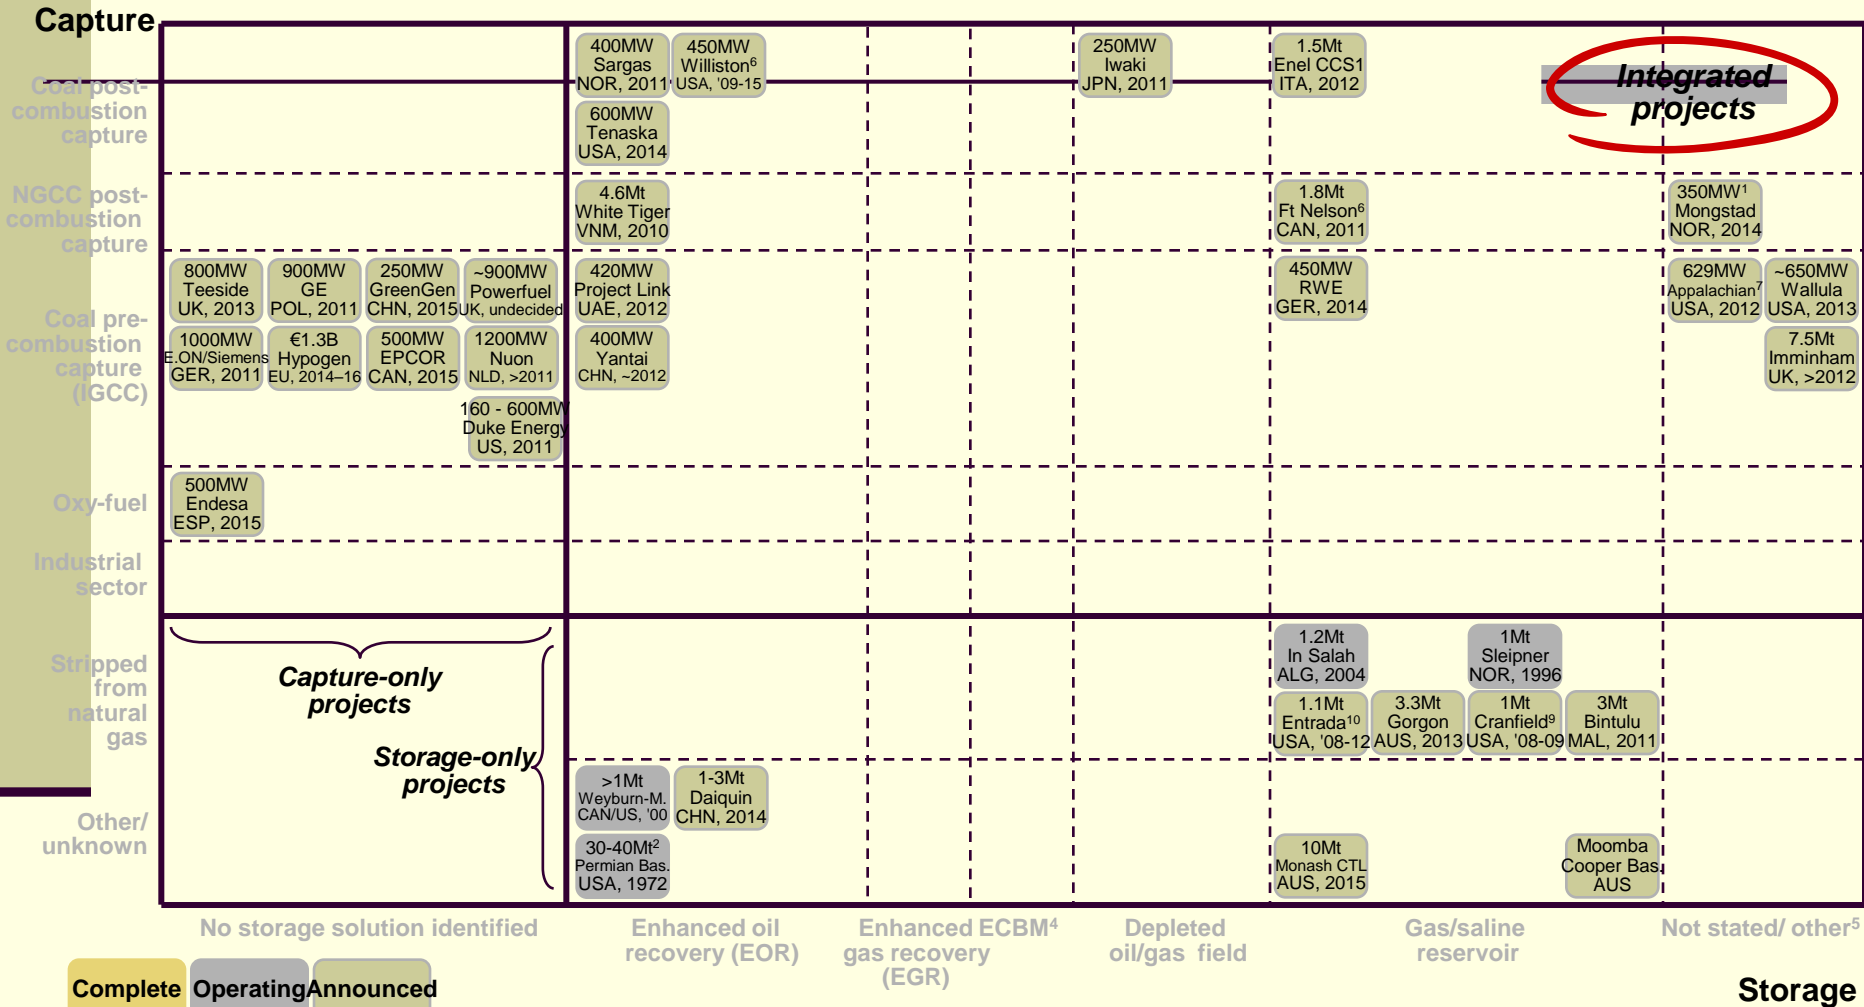 Capture
400MW
Sargas
NOR, 2011
450MW
Williston⁶
USA, '09-15
250MW
Iwaki
JPN, 2011
1.5Mt
Enel CCS1
ITA, 2012
Integrated
projects
Coal post-
combustion
capture
600MW
Tenaska
USA, 2014
NGCC post-
combustion
capture
4.6Mt
White Tiger
VNM, 2010
1.8Mt
Ft Nelson⁶
CAN, 2011
350MW¹
Mongstad
NOR, 2014
Coal pre-
combustion
capture
(IGCC)
800MW
Teeside
UK, 2013
900MW
GE
POL, 2011
250MW
GreenGen
CHN, 2015
~900MW
Powerfuel
UK, undecided
420MW
Project Link
UAE, 2012
450MW
RWE
GER, 2014
629MW
Appalachian⁷
USA, 2012
~650MW
Wallula
USA, 2013
1000MW
E.ON/Siemens
GER, 2011
€1.3B
Hypogen
EU, 2014–16
500MW
EPCOR
CAN, 2015
1200MW
Nuon
NLD, >2011
400MW
Yantai
CHN, ~2012
7.5Mt
Imminham
UK, >2012
160 - 600MW
Duke Energy
US, 2011
Oxy-fuel
500MW
Endesa
ESP, 2015
Industrial
sector
Stripped
from
natural
gas
Capture-only
projects
Storage-only
projects
1.2Mt
In Salah
ALG, 2004
1Mt
Sleipner
NOR, 1996
1.1Mt
Entrada¹⁰
USA, '08-12
3.3Mt
Gorgon
AUS, 2013
1Mt
Cranfield⁹
USA, '08-09
3Mt
Bintulu
MAL, 2011
Other/
unknown
>1Mt
Weyburn-M.
CAN/US, '00
1-3Mt
Daiquin
CHN, 2014
30-40Mt²
Permian Bas.
USA, 1972
10Mt
Monash CTL
AUS, 2015
Moomba
Cooper Bas.
AUS
No storage solution identified
Enhanced oil
recovery (EOR)
Enhanced
gas recovery
(EGR)
ECBM⁴
Depleted
oil/gas field
Gas/saline
reservoir
Not stated/ other⁵
Complete
Operating
Announced
Storage